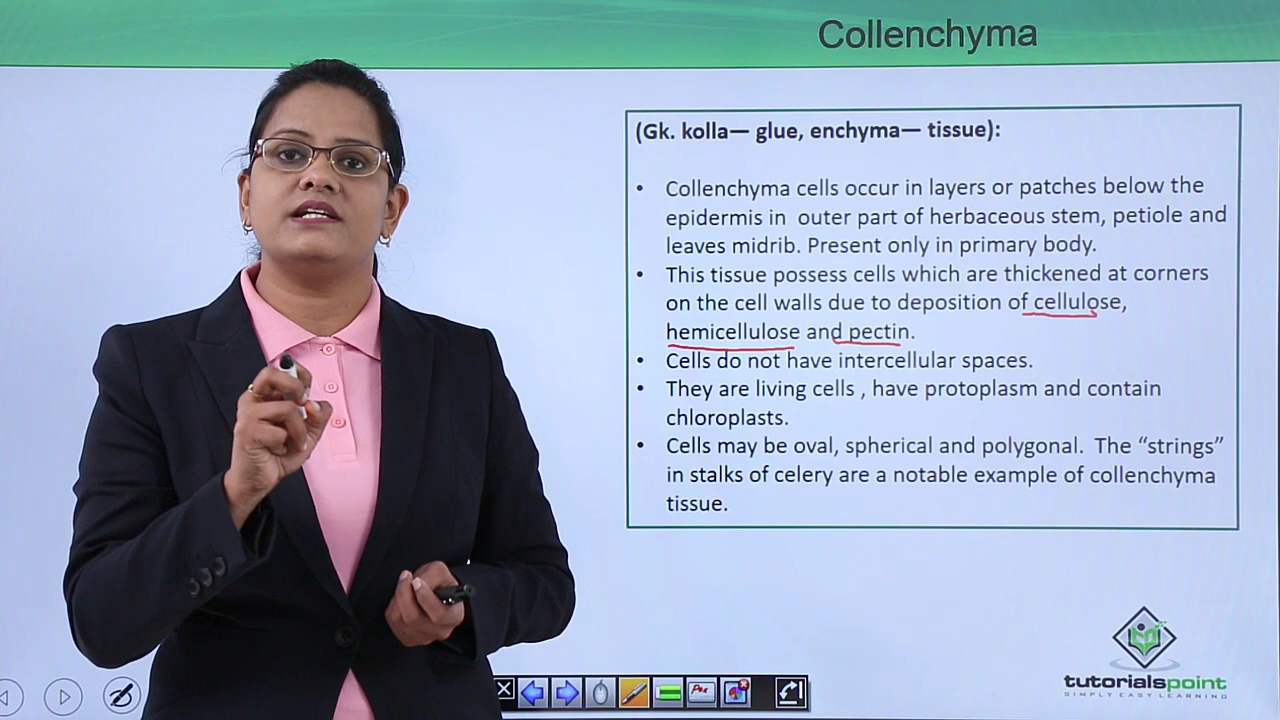 Collenchyma
(Gk. kolla— glue, enchyma— tissue):
• Collenchyma cells occur in layers or patches below the
epidermis in outer part of herbaceous stem, petiole and
leaves midrib. Present only in primary body.
• This tissue possess cells which are thickened at corners
on the cell walls due to deposition of cellulose,
hemicellulose and pectin.
• Cells do not have intercellular spaces.
• They are living cells , have protoplasm and contain
chloroplasts.
• Cells may be oval, spherical and polygonal. The “strings”
in stalks of celery are a notable example of collenchyma
tissue.
tutorialspoint
SIMPLY EASY LEARNING